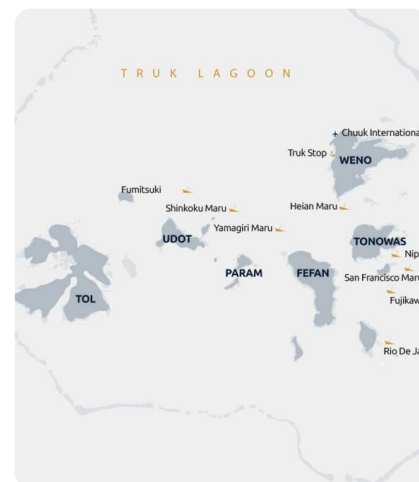 TRUK LAGOON
Chuuk Internationa
Truk Stop
WENO
Fumitsuki
Shinkoku Maru
Heian Maru
Yamagiri Maru
UDOT
TONOWAS
Nip
PARAM
FEFAN
San Francisco Maru
TOL
Fujikaw
Rio De Ja